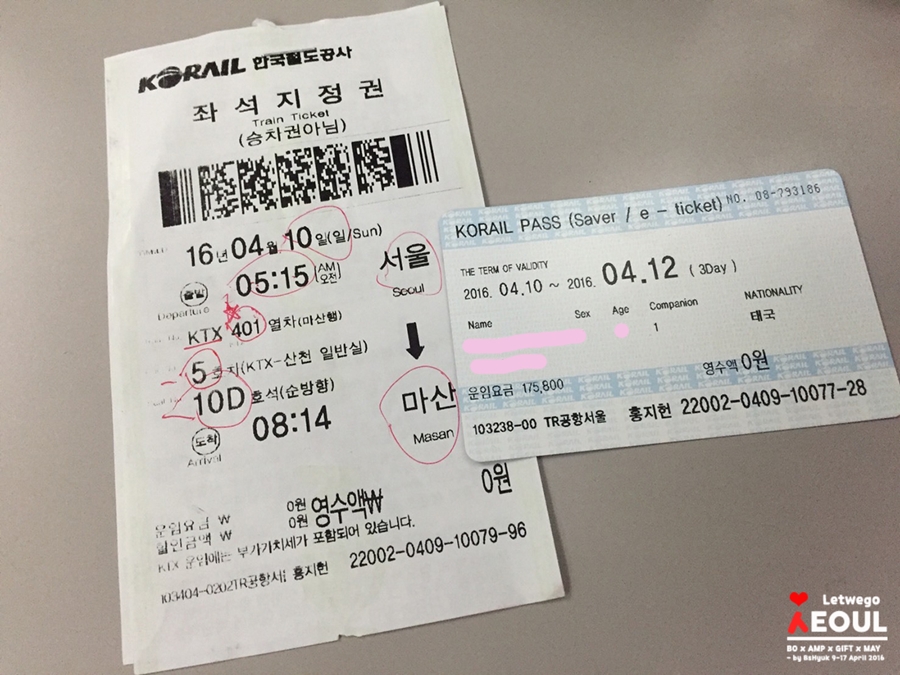 KORAIL 한국철도공사
좌석지정권
Train Ticket
(승차권아님)
16년 04월 10일(일/Sun)
출발
Departure
05:15 (AM 오전)
서울
Seoul
KTX 401 열차(마산행)
5호차(KTX-산천 일반실)
10D 호석(순방향)
마산
Masan
도착
Arrival
08:14
운임요금 ₩ 0원 영수액₩ 0원
할인금액 ₩ 0원
KTX 운임에는 부가가치세가 포함되어 있습니다.
22002-0409-10079-96
103404-0202TR공항서 홍지헌
KORAIL PASS (Saver / e - ticket) NO. 08-793186
THE TERM OF VALIDITY
2016. 04.10 ~ 2016. 04.12 ( 3Day )
Name Sex Age Companion NATIONALITY
1 태국
영수액 0원
운임요금 175,800
103238-00 TR공항서울 홍지헌 22002-0409-10077-28
Letwego
SEOUL
BO x AMP x GIFT x MAY
- by BeHyuk 9-17 April 2016